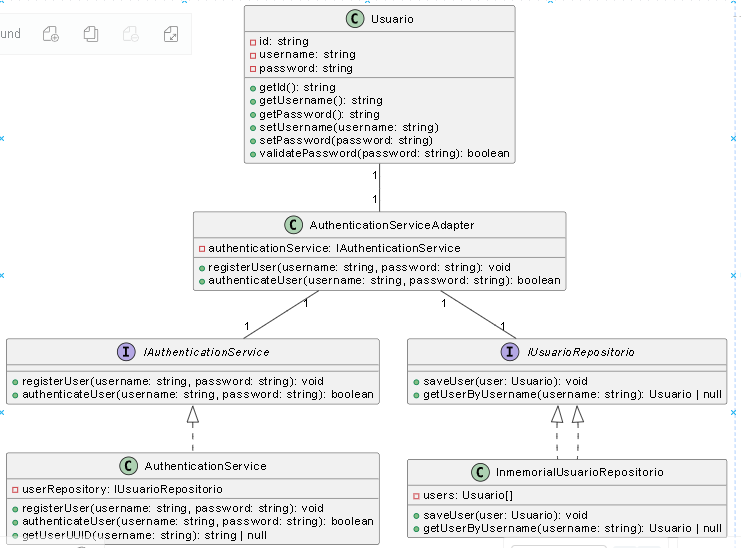 und
C Usuario
id: string
username: string
password: string
getId(): string
getUsername(): string
getPassword(): string
setUsername(username: string)
setPassword(password: string)
validatePassword(password: string): boolean
1
1
C AuthenticationServiceAdapter
authenticationService: IAuthenticationService
registerUser(username: string, password: string): void
authenticateUser(username: string, password: string): boolean
1
1
1
1
I IAuthenticationService
registerUser(username: string, password: string): void
authenticateUser(username: string, password: string): boolean
I IUsuarioRepositorio
saveUser(user: Usuario): void
getUserByUsername(username: string): Usuario | null
C AuthenticationService
userRepository: IUsuarioRepositorio
registerUser(username: string, password: string): void
authenticateUser(username: string, password: string): boolean
getUserUUID(username: string): string | null
C InmemorialUsuarioRepositorio
users: Usuario[]
saveUser(user: Usuario): void
getUserByUsername(username: string): Usuario | null